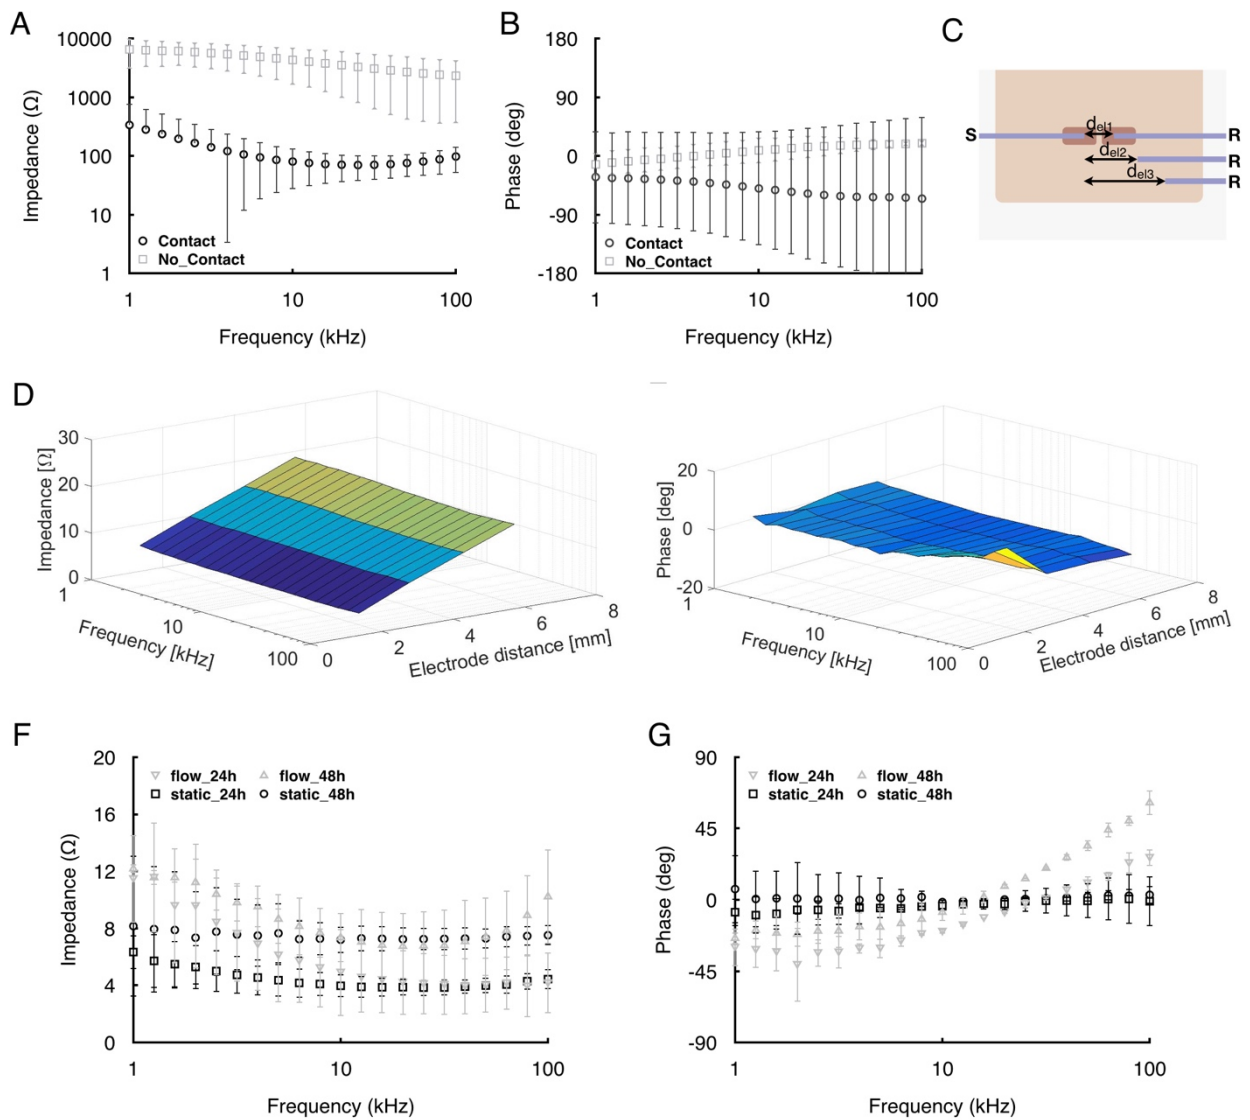 A
Impedance (Ω)
10000
1000
100
10
1
Contact
No_Contact
1
10
100
Frequency (kHz)
B
Phase (deg)
180
90
0
-90
-180
Contact
No_Contact
1
10
100
Frequency (kHz)
C
S
R
R
R
del1
del2
del3
D
Impedance [Ω]
30
20
10
0
1
10
100
Frequency [kHz]
0
2
4
6
8
Electrode distance [mm]
Phase [deg]
20
0
-20
1
10
100
Frequency [kHz]
0
2
4
6
8
Electrode distance [mm]
F
Impedance (Ω)
20
16
12
8
4
0
flow_24h
flow_48h
static_24h
static_48h
1
10
100
Frequency (kHz)
G
Phase (deg)
90
45
0
-45
-90
flow_24h
flow_48h
static_24h
static_48h
1
10
100
Frequency (kHz)